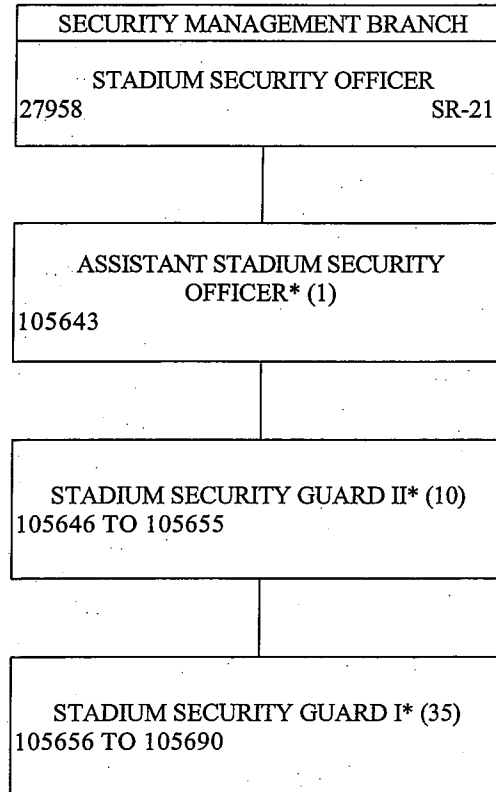 SECURITY MANAGEMENT BRANCH
STADIUM SECURITY OFFICER
27958 SR-21
ASSISTANT STADIUM SECURITY
OFFICER* (1)
105643
STADIUM SECURITY GUARD II* (10)
105646 TO 105655
STADIUM SECURITY GUARD I* (35)
105656 TO 105690